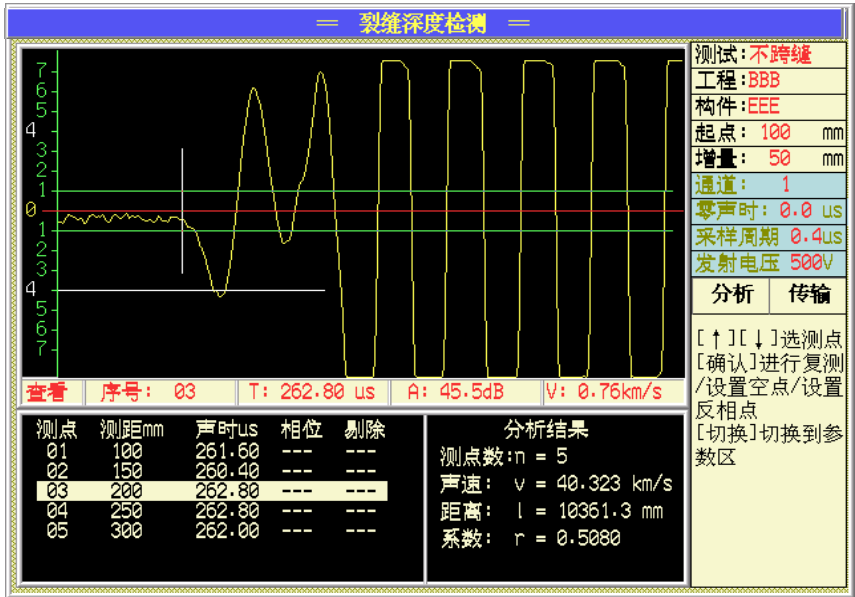 ═ 裂缝深度检测 ═
7
6
5
4
3
2
1
0
1
2
3
4
5
6
7
查看 序号: 03 T: 262.80 us A: 45.5dB V: 0.76km/s
测点 测距mm 声时us 相位 剔除
01 100 261.60 --- ---
02 150 260.40 --- ---
03 200 262.80 --- ---
04 250 262.80 --- ---
05 300 262.00 --- ---
分析结果
测点数:n = 5
声速: v = 40.323 km/s
距离: l = 10361.3 mm
系数: r = 0.5080
测试:不跨缝
工程:BBB
构件:EEE
起点: 100 mm
增量: 50 mm
通道: 1
零声时: 0.0 us
采样周期 0.4us
发射电压 500V
分析 传输
[↑][↓]选测点
[确认]进行复测
/设置空点/设置
反相点
[切换]切换到参
数区